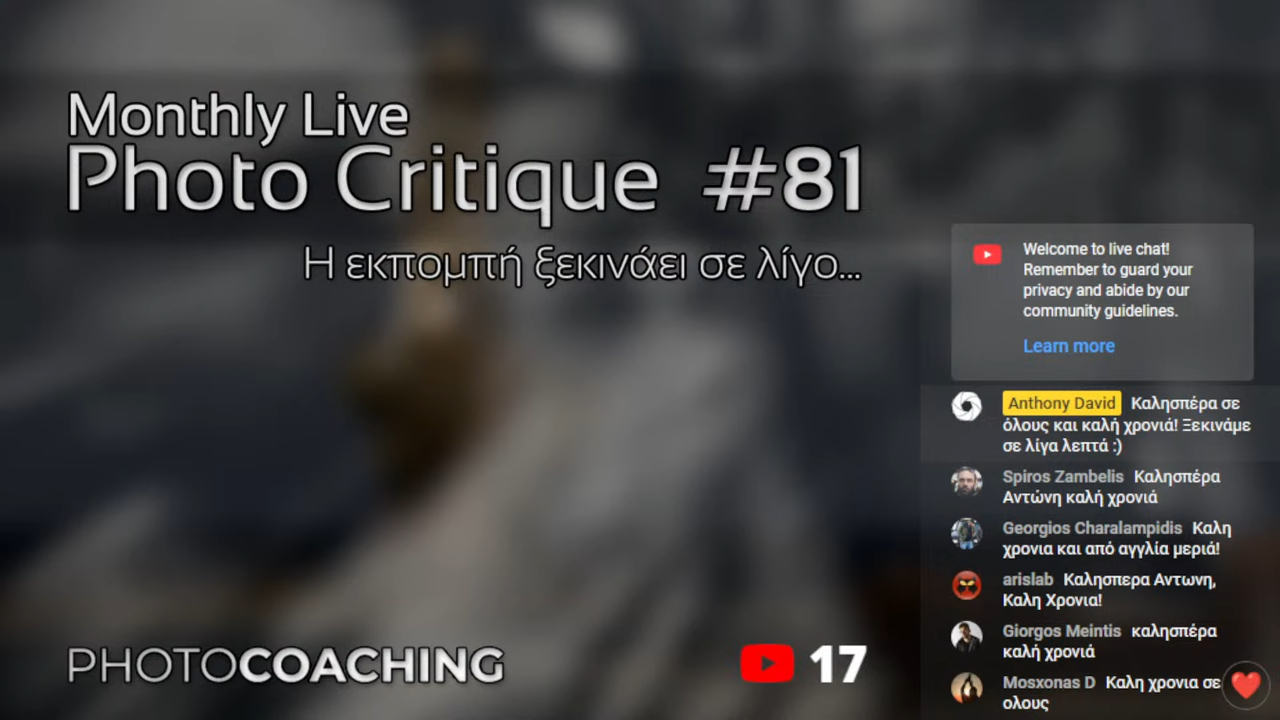 Monthly Live
Photo Critique #81
Η εκπομπή ξεκινάει σε λίγο...
Welcome to live chat!
Remember to guard your
privacy and abide by our
community guidelines.
Learn more
Anthony David Καλησπέρα σε
όλους και καλή χρονιά! Ξεκινάμε
σε λίγα λεπτά :)
Spiros Zambelis Καλησπέρα
Αντώνη καλή χρονιά
Georgios Charalampidis Καλη
χρονια και από αγγλία μεριά!
arislab Καλησπερα Αντωνη,
Καλη Χρονια!
Giorgos Meintis καλησπέρα
καλή χρονιά
Mosxonas D Καλη χρονια σε
ολους
PHOTOCOACHING
17